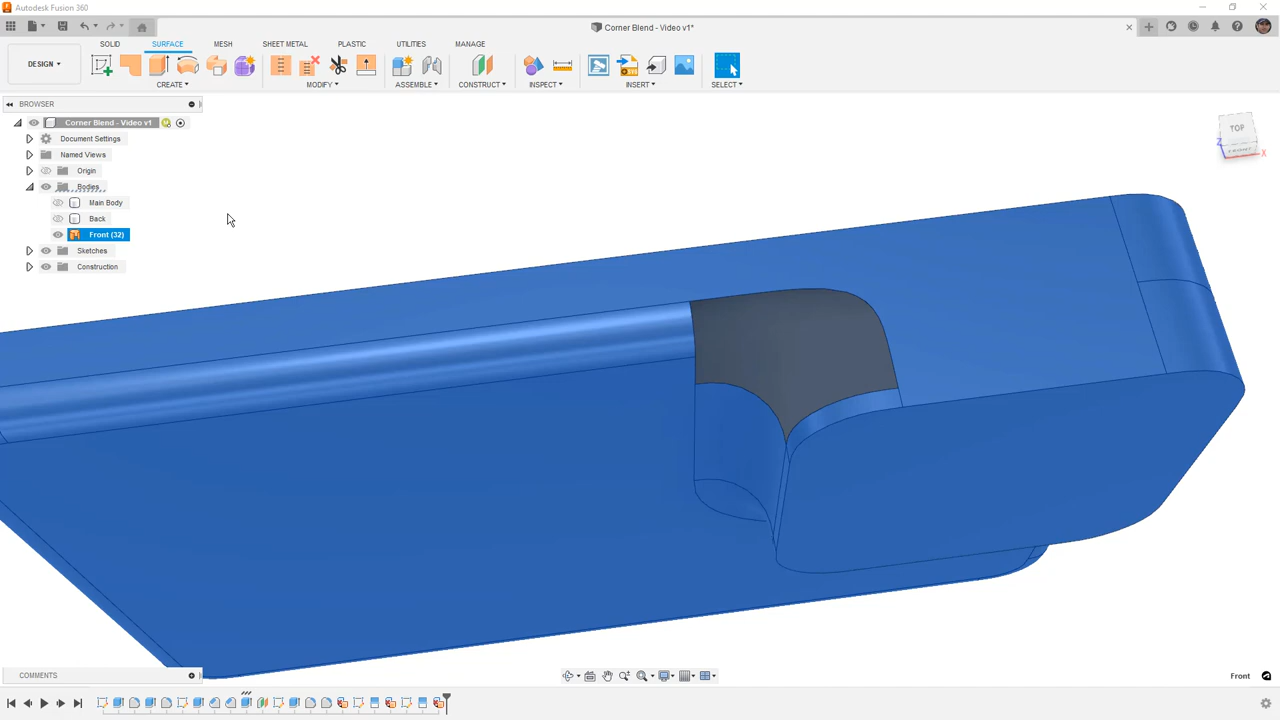 Autodesk Fusion 360
Corner Blend - Video v1*
SOLID SURFACE MESH SHEET METAL PLASTIC UTILITIES MANAGE
DESIGN
CREATE MODIFY ASSEMBLE CONSTRUCT INSPECT INSERT SELECT
BROWSER
Corner Blend - Video v1
Document Settings
Named Views
Origin
Bodies
Main Body
Back
Front (32)
Sketches
Construction
TOP
Z
X
COMMENTS
Front